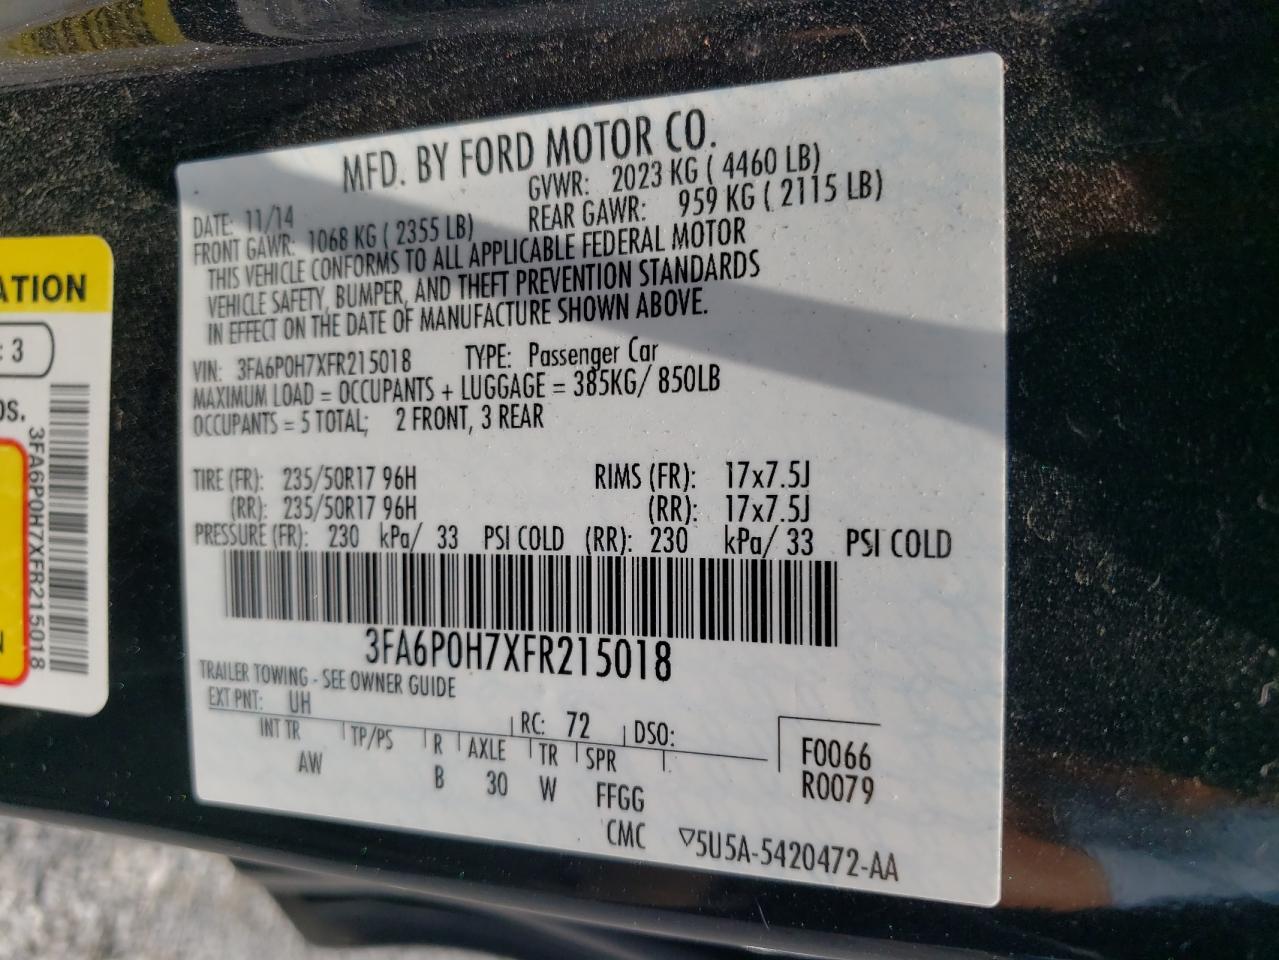 MFD. BY FORD MOTOR CO.
DATE: 11/14 GVWR: 2023 KG ( 4460 LB)
FRONT GAWR: 1068 KG ( 2355 LB) REAR GAWR: 959 KG ( 2115 LB)
THIS VEHICLE CONFORMS TO ALL APPLICABLE FEDERAL MOTOR
VEHICLE SAFETY, BUMPER, AND THEFT PREVENTION STANDARDS
IN EFFECT ON THE DATE OF MANUFACTURE SHOWN ABOVE.
VIN: 3FA6P0H7XFR215018 TYPE: Passenger Car
MAXIMUM LOAD = OCCUPANTS + LUGGAGE = 385KG/ 850LB
OCCUPANTS = 5 TOTAL; 2 FRONT, 3 REAR
TIRE (FR): 235/50R17 96H RIMS (FR): 17x7.5J
(RR): 235/50R17 96H (RR): 17x7.5J
PRESSURE (FR): 230 kPa/ 33 PSI COLD (RR): 230 kPa/ 33 PSI COLD
3FA6P0H7XFR215018
TRAILER TOWING - SEE OWNER GUIDE
EXT PNT: UH RC: 72 DSO:
INT TR TP/PS R AXLE TR SPR
AW B 30 W FFGG
F0066
R0079
CMC ▽5U5A-5420472-AA
ATION
: 3
OS.
3FA6P0H7XFR215018
N